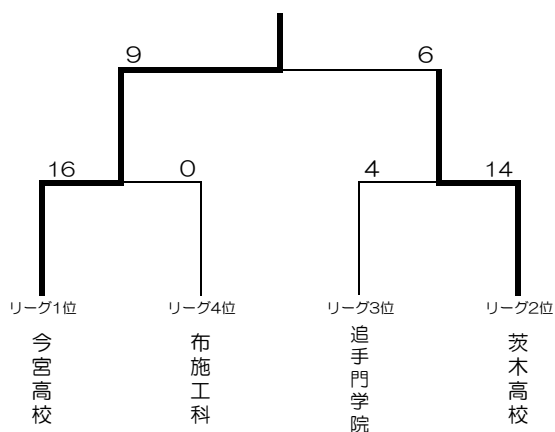 9
6
16
0
4
14
リーグ1位
リーグ4位
リーグ3位
リーグ2位
今宮高校
布施工科
追手門学院
茨木高校